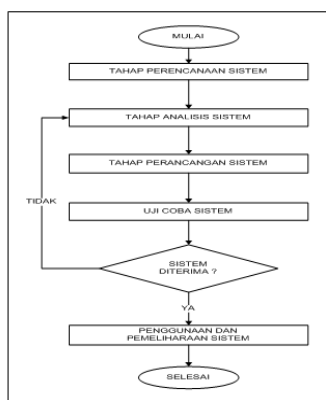 MULAI
TAHAP PERENCANAAN SISTEM
TAHAP ANALISIS SISTEM
TAHAP PERANCANGAN SISTEM
TIDAK
UJI COBA SISTEM
SISTEM
DITERIMA ?
YA
PENGGUNAAN DAN
PEMELIHARAAN SISTEM
SELESAI